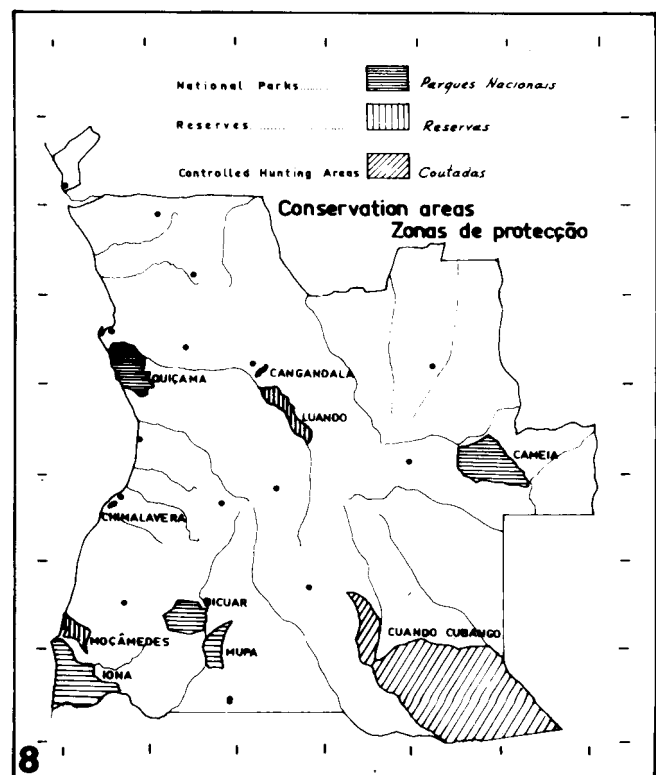 National Parks...... Parques Nacionais
Reserves............... Reservas
Controlled Hunting Areas Coutadas
Conservation areas
Zonas de protecção
QUIÇAMA
CANGANDALA
LUANDO
CAMEIA
CHIMALAVERA
BICUAR
MOÇÂMEDES
MUPA
CUANDO CUBANGO
IONA
8